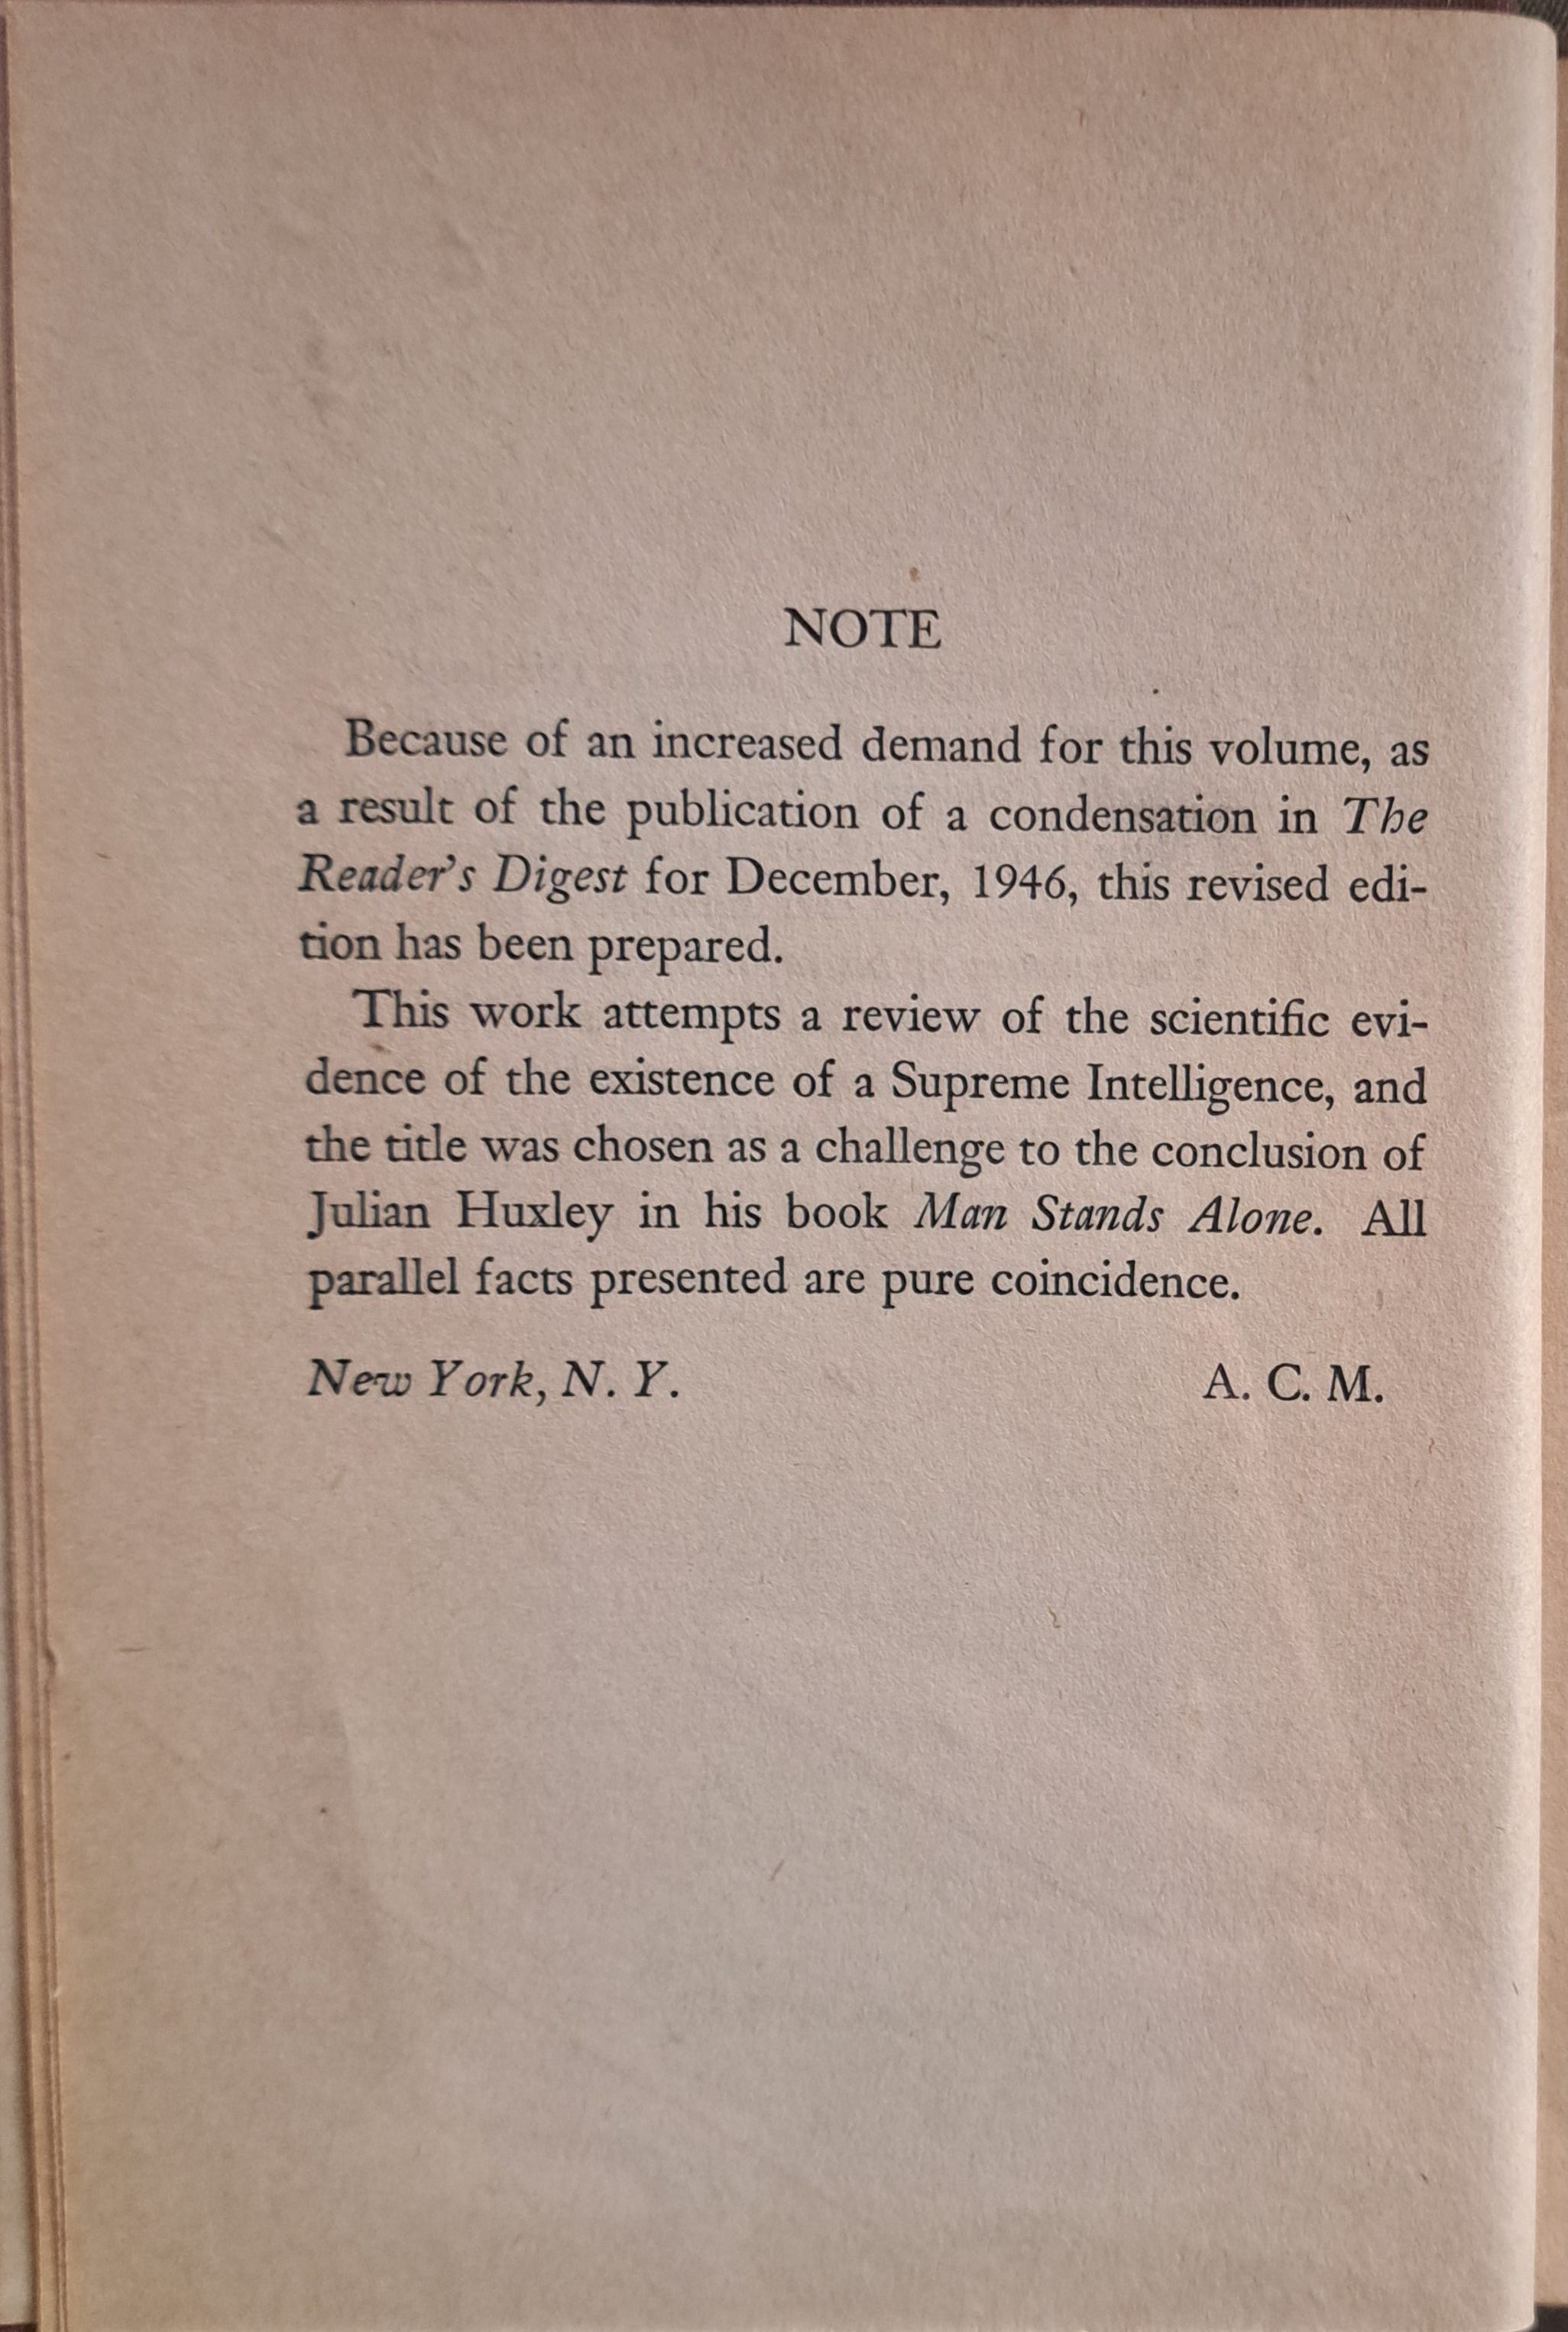 NOTE
Because of an increased demand for this volume, as
a result of the publication of a condensation in The
Reader's Digest for December, 1946, this revised edi-
tion has been prepared.
This work attempts a review of the scientific evi-
dence of the existence of a Supreme Intelligence, and
the title was chosen as a challenge to the conclusion of
Julian Huxley in his book Man Stands Alone. All
parallel facts presented are pure coincidence.
New York, N. Y. A. C. M.